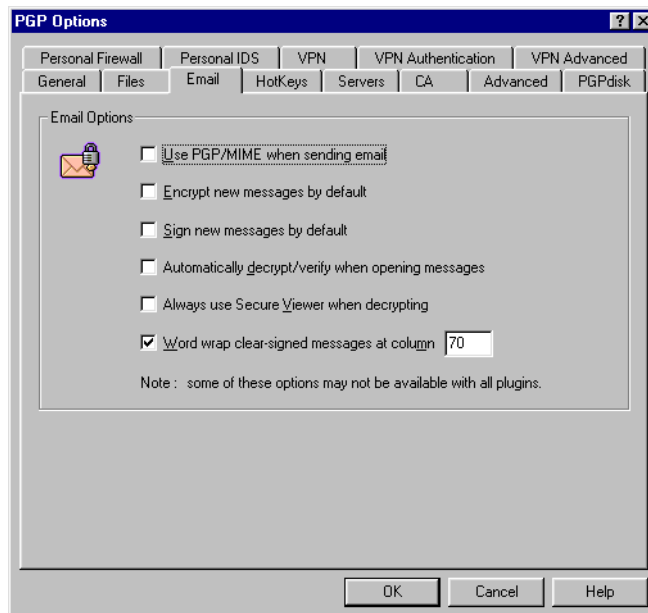 PGP Options
Personal Firewall Personal IDS VPN VPN Authentication VPN Advanced
General Files Email HotKeys Servers CA Advanced PGPdisk
Email Options
Use PGP/MIME when sending email
Encrypt new messages by default
Sign new messages by default
Automatically decrypt/verify when opening messages
Always use Secure Viewer when decrypting
Word wrap clear-signed messages at column 70
Note : some of these options may not be available with all plugins.
OK Cancel Help